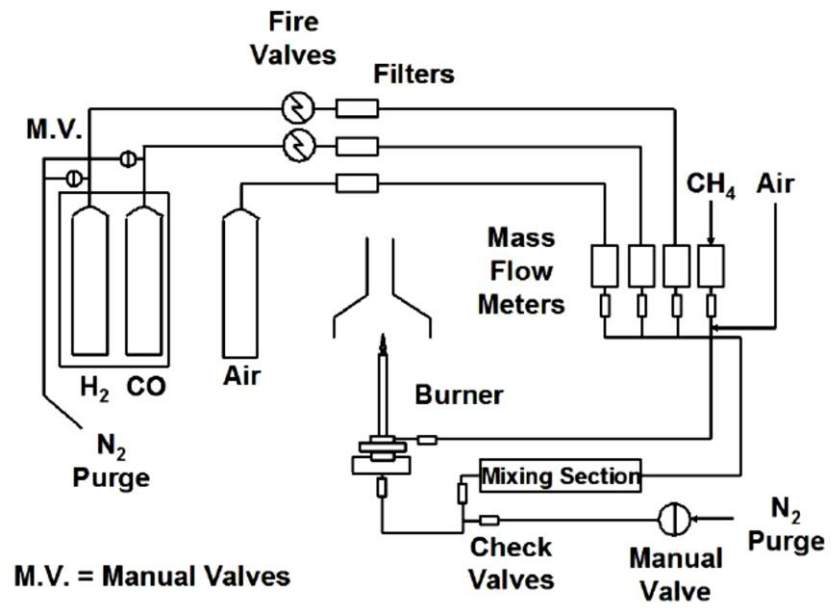 Fire
Valves
Filters
M.V.
CH₄ Air
Mass
Flow
Meters
H₂ CO
Air
Burner
N₂
Purge
Mixing Section
N₂
Purge
Check
Valves
Manual
Valve
M.V. = Manual Valves